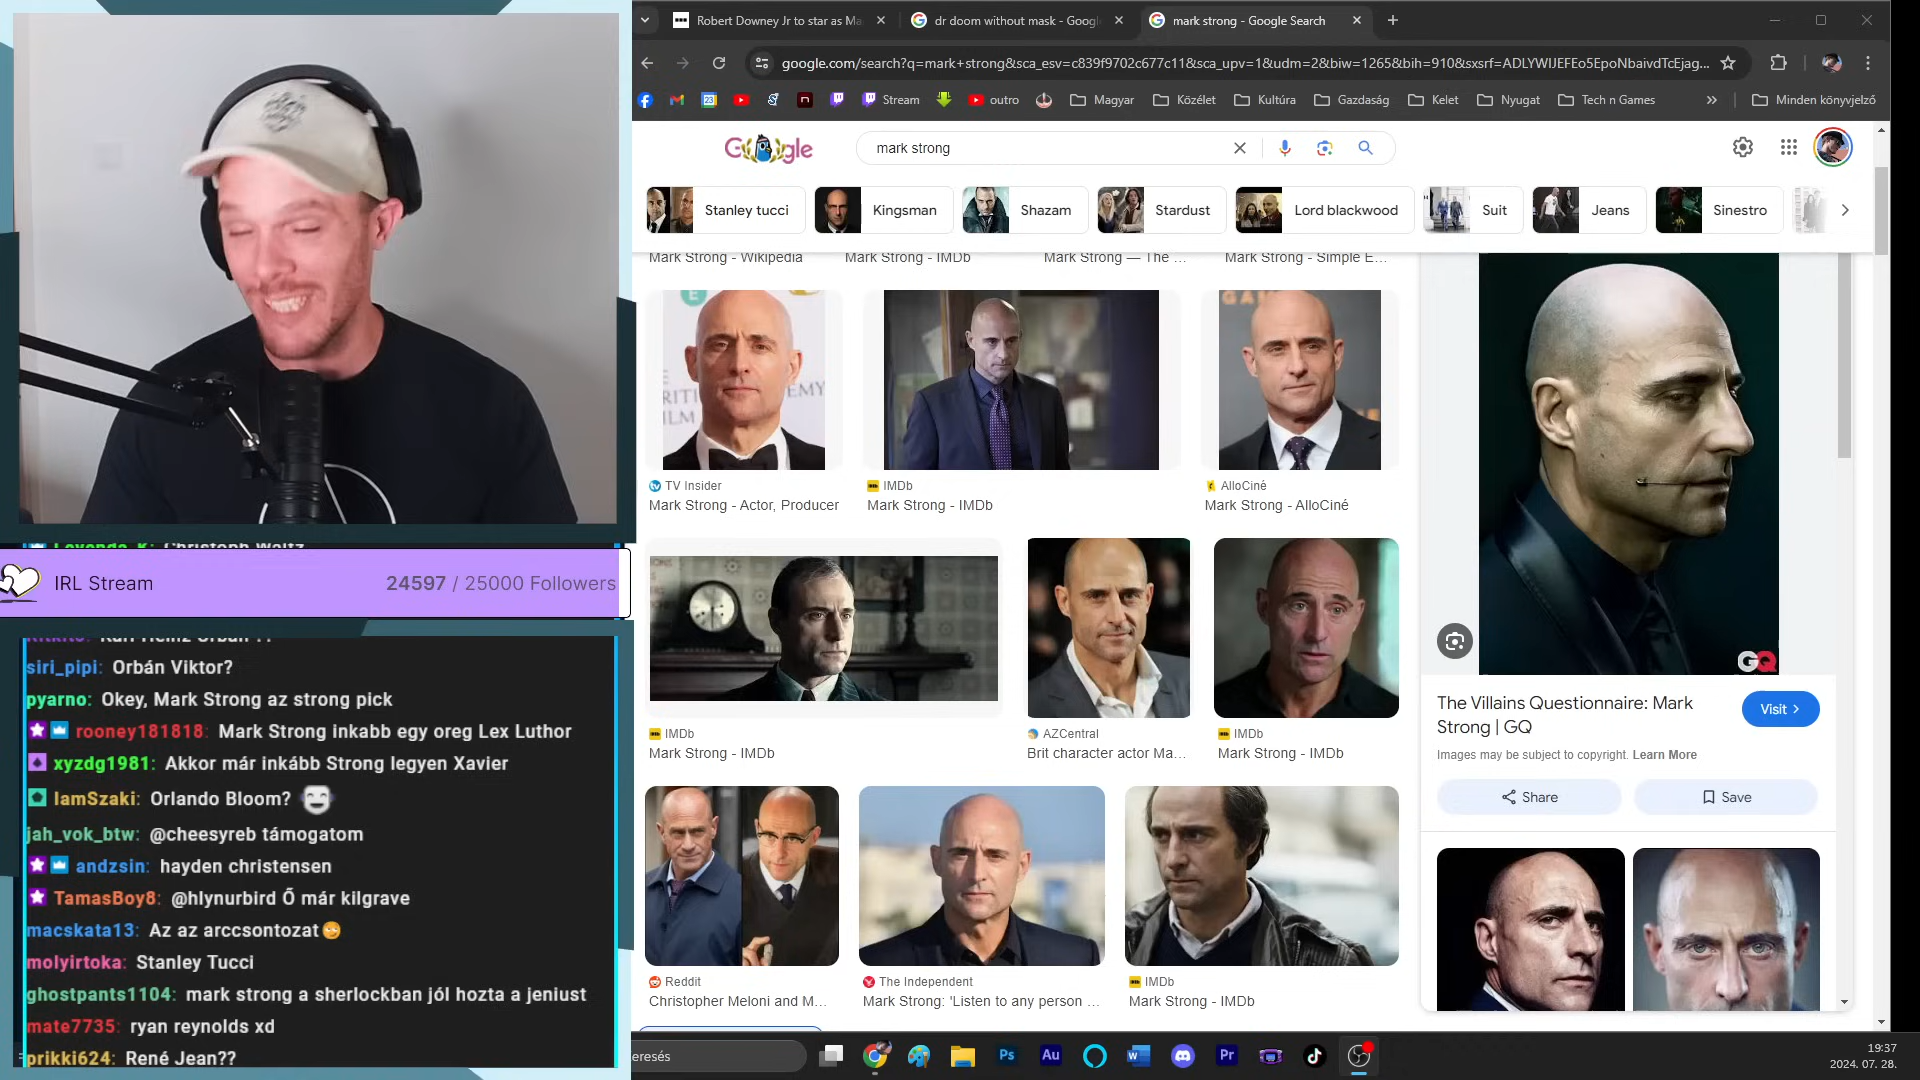 Robert Downey Jr to star as Ma
dr doom without mask - Google
mark strong - Google Search
google.com/search?q=mark+strong&sca_esv=c839f9702c677c11&sca_upv=1&udm=2&biw=1265&bih=910&sxsrf=ADLYWIJEFEo5EpoNbaivdTcEjag...
Stream
outro
Magyar
Közélet
Kultúra
Gazdaság
Kelet
Nyugat
Tech n Games
Minden könyvjelző
mark strong
Stanley tucci
Kingsman
Shazam
Stardust
Lord blackwood
Suit
Jeans
Sinestro
Mark Strong - Wikipedia
Mark Strong - IMDb
Mark Strong — The ...
Mark Strong - Simple E...
TV Insider
Mark Strong - Actor, Producer
IMDb
Mark Strong - IMDb
AlloCiné
Mark Strong - AlloCiné
IMDb
Mark Strong - IMDb
AZCentral
Brit character actor Ma...
IMDb
Mark Strong - IMDb
Reddit
Christopher Meloni and M...
The Independent
Mark Strong: 'Listen to any person ...
IMDb
Mark Strong - IMDb
GQ
The Villains Questionnaire: Mark
Strong | GQ
Visit
Images may be subject to copyright. Learn More
Share
Save
Christoph Waltz
IRL Stream
24597 / 25000 Followers
siri_pipi: Orbán Viktor?
pyarno: Okey, Mark Strong az strong pick
rooney181818: Mark Strong inkabb egy oreg Lex Luthor
xyzdg1981: Akkor már inkább Strong legyen Xavier
IamSzaki: Orlando Bloom?
jah_vok_btw: @cheesyreb támogatom
andzsin: hayden christensen
TamasBoy8: @hlynurbird Ő már kilgrave
macskata13: Az az arccsontozat
molyirtoka: Stanley Tucci
ghostpants1104: mark strong a sherlockban jól hozta a jeniust
mate7735: ryan reynolds xd
prikki624: René Jean??
eresés
Ps
Au
Pr
19:37
2024. 07. 28.